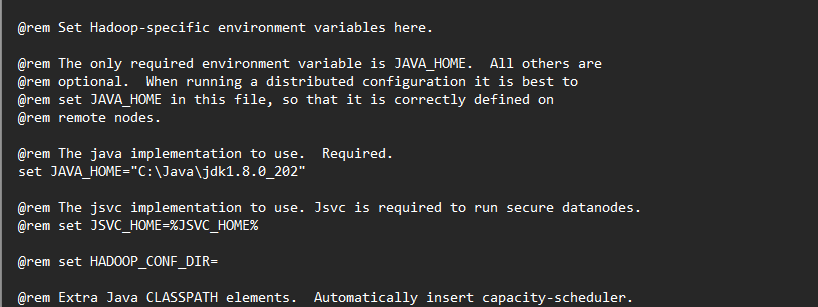 @rem Set Hadoop-specific environment variables here.
@rem The only required environment variable is JAVA_HOME.  All others are
@rem optional.  When running a distributed configuration it is best to
@rem set JAVA_HOME in this file, so that it is correctly defined on
@rem remote nodes.
@rem The java implementation to use.  Required.
set JAVA_HOME="C:\Java\jdk1.8.0_202"
@rem The jsvc implementation to use. Jsvc is required to run secure datanodes.
@rem set JSVC_HOME=%JSVC_HOME%
@rem set HADOOP_CONF_DIR=
@rem Extra Java CLASSPATH elements.  Automatically insert capacity-scheduler.